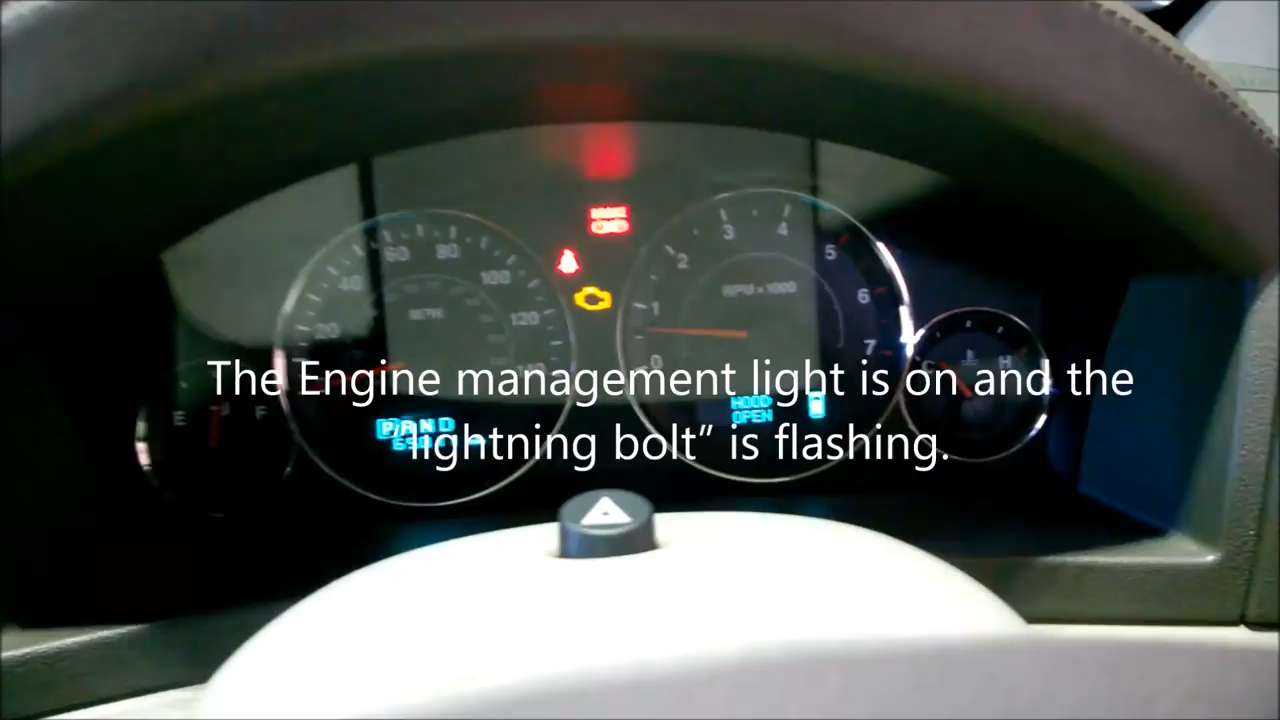 The Engine management light is on and the
lightning bolt” is flashing.
20
40
60
80
100
120
MPH
1
2
3
4
5
6
7
0
RPM x 1000
E
F
C
H
P R N D
HOOD
OPEN